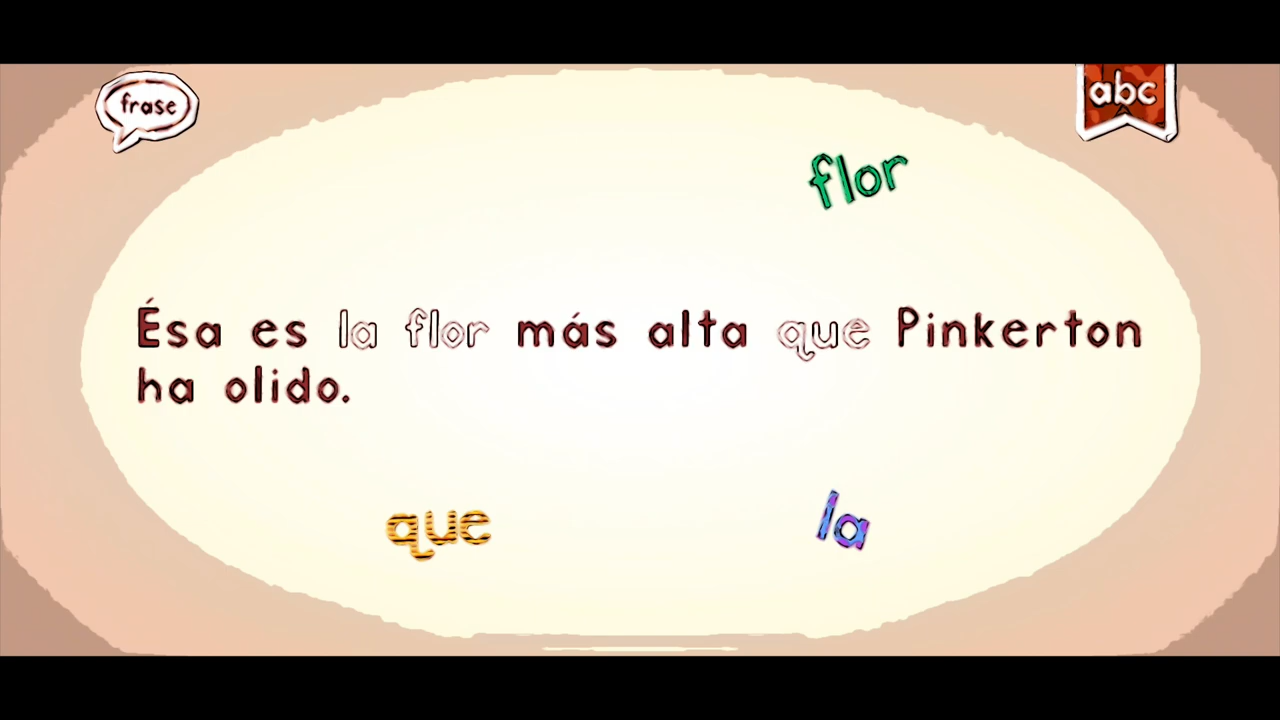 frase
abc
flor
Ésa es la flor más alta que Pinkerton
ha olido.
que
la